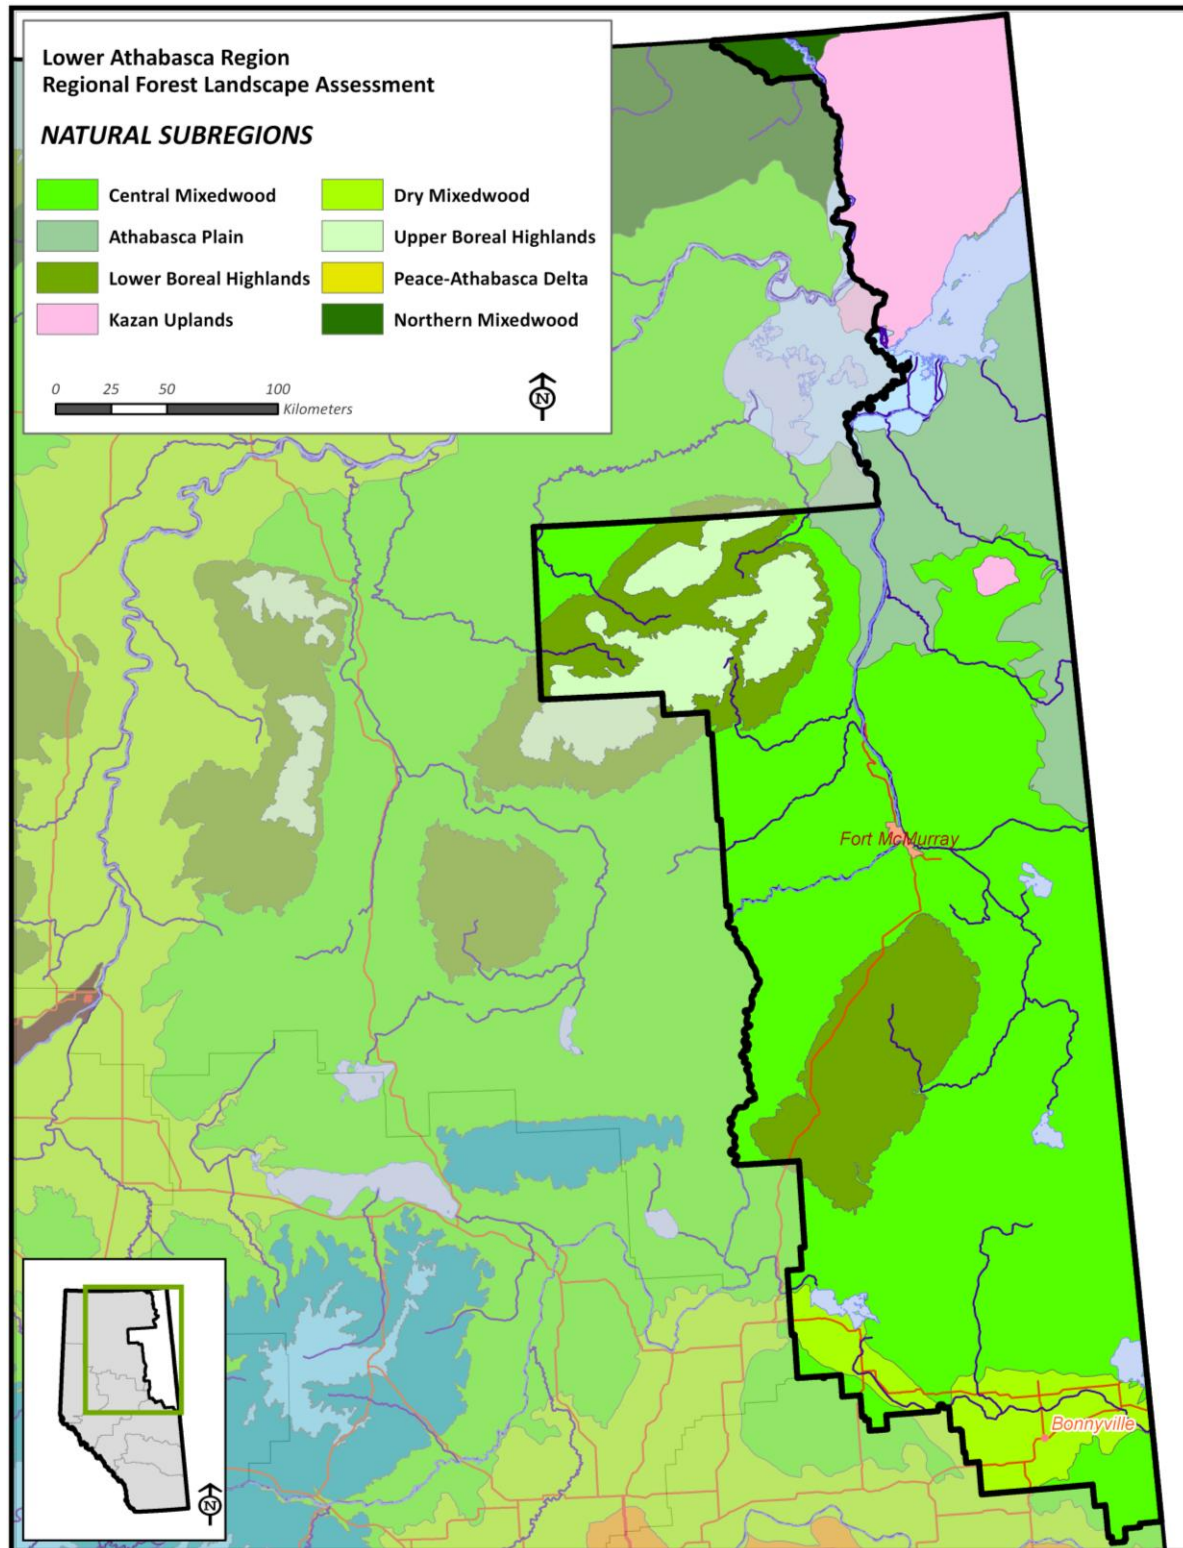 Lower Athabasca Region
Regional Forest Landscape Assessment
NATURAL SUBREGIONS
Central Mixedwood
Dry Mixedwood
Athabasca Plain
Upper Boreal Highlands
Lower Boreal Highlands
Peace-Athabasca Delta
Kazan Uplands
Northern Mixedwood
0 25 50 100
Kilometers
N
Fort McMurray
Bonnyville
N